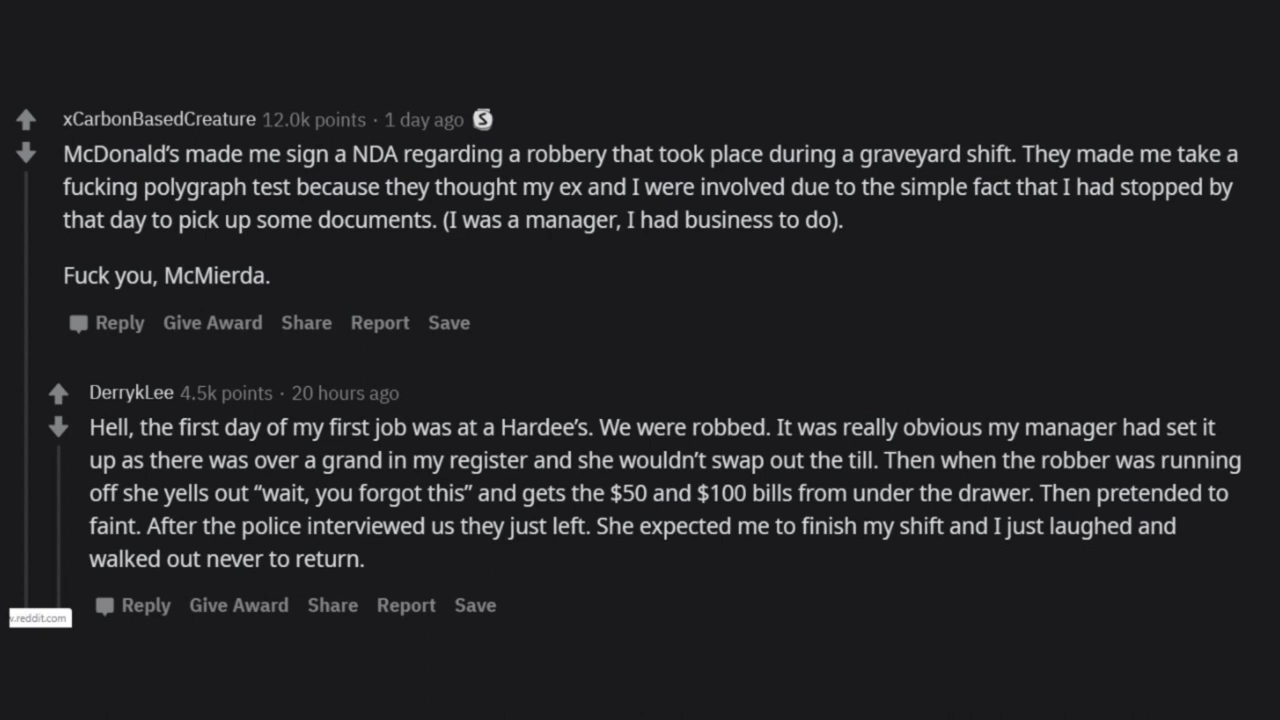 xCarbonBasedCreature 12.0k points · 1 day ago S
McDonald's made me sign a NDA regarding a robbery that took place during a graveyard shift. They made me take a
fucking polygraph test because they thought my ex and I were involved due to the simple fact that I had stopped by
that day to pick up some documents. (I was a manager, I had business to do).
Fuck you, McMierda.
Reply Give Award Share Report Save
DerrykLee 4.5k points · 20 hours ago
Hell, the first day of my first job was at a Hardee's. We were robbed. It was really obvious my manager had set it
up as there was over a grand in my register and she wouldn't swap out the till. Then when the robber was running
off she yells out “wait, you forgot this” and gets the $50 and $100 bills from under the drawer. Then pretended to
faint. After the police interviewed us they just left. She expected me to finish my shift and I just laughed and
walked out never to return.
Reply Give Award Share Report Save
.reddit.com